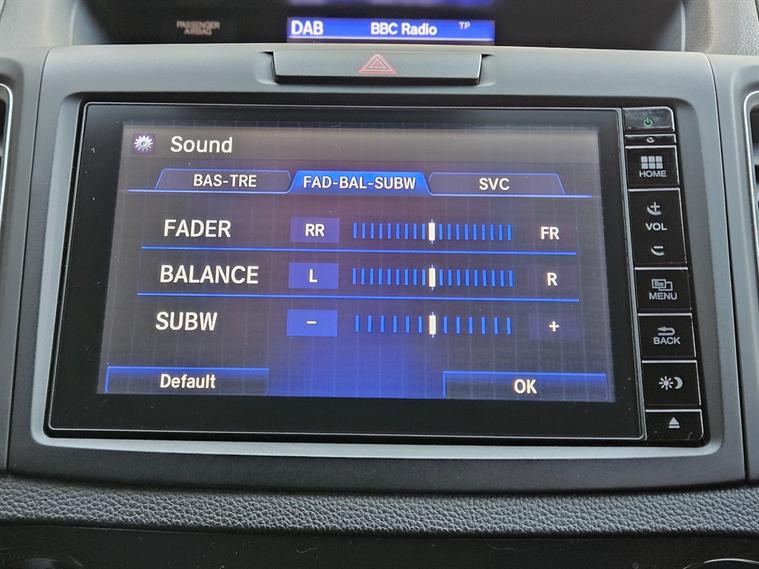 PASSENGER
AIRBAG
DAB BBC Radio TP
Sound
BAS-TRE FAD-BAL-SUBW SVC
FADER RR FR
BALANCE L R
SUBW - +
Default OK
HOME
+
VOL
-
MENU
BACK